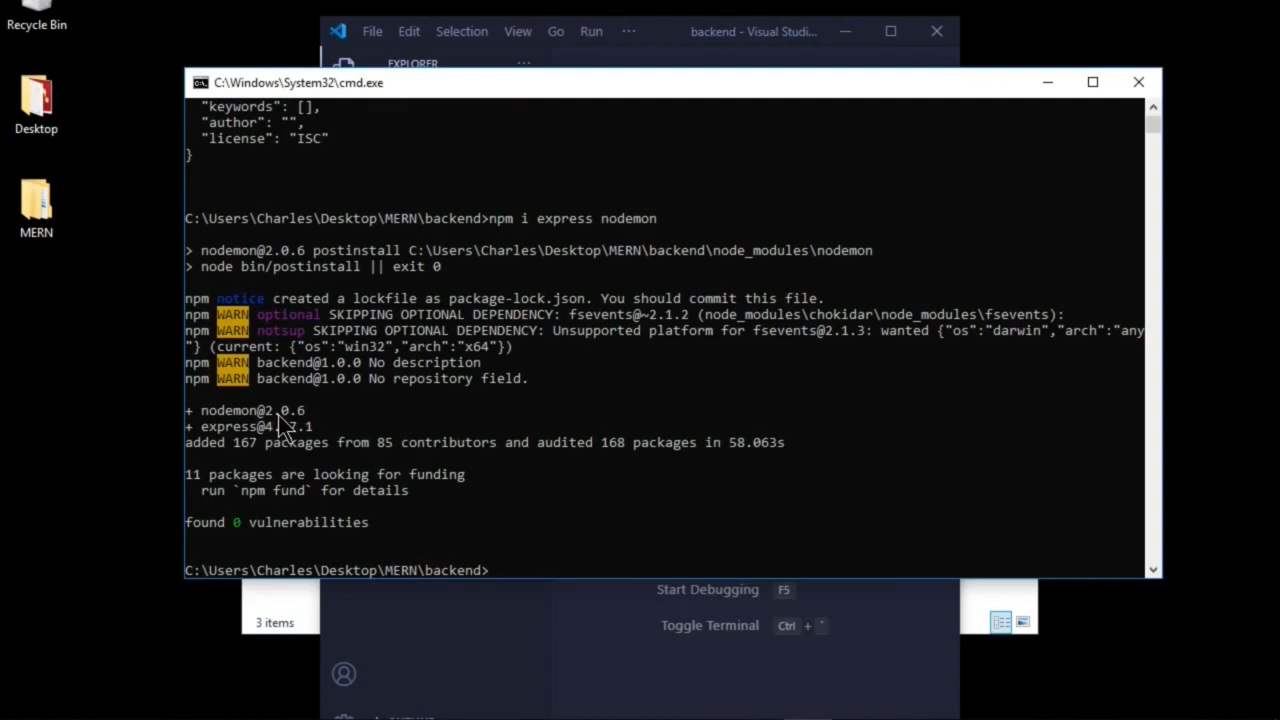 Recycle Bin
Desktop
MERN
File Edit Selection View Go Run ··· backend - Visual Studi...
EXPLORER ···
C:\Windows\System32\cmd.exe
"keywords": [],
"author": "",
"license": "ISC"
}
C:\Users\Charles\Desktop\MERN\backend>npm i express nodemon
> nodemon@2.0.6 postinstall C:\Users\Charles\Desktop\MERN\backend\node_modules\nodemon
> node bin/postinstall || exit 0
npm notice created a lockfile as package-lock.json. You should commit this file.
npm WARN optional SKIPPING OPTIONAL DEPENDENCY: fsevents@~2.1.2 (node_modules\chokidar\node_modules\fsevents):
npm WARN notsup SKIPPING OPTIONAL DEPENDENCY: Unsupported platform for fsevents@2.1.3: wanted {"os":"darwin","arch":"any
"} (current: {"os":"win32","arch":"x64"})
npm WARN backend@1.0.0 No description
npm WARN backend@1.0.0 No repository field.
+ nodemon@2.0.6
+ express@4.17.1
added 167 packages from 85 contributors and audited 168 packages in 58.063s
11 packages are looking for funding
run `npm fund` for details
found 0 vulnerabilities
C:\Users\Charles\Desktop\MERN\backend>
Start Debugging F5
3 items
Toggle Terminal Ctrl + `